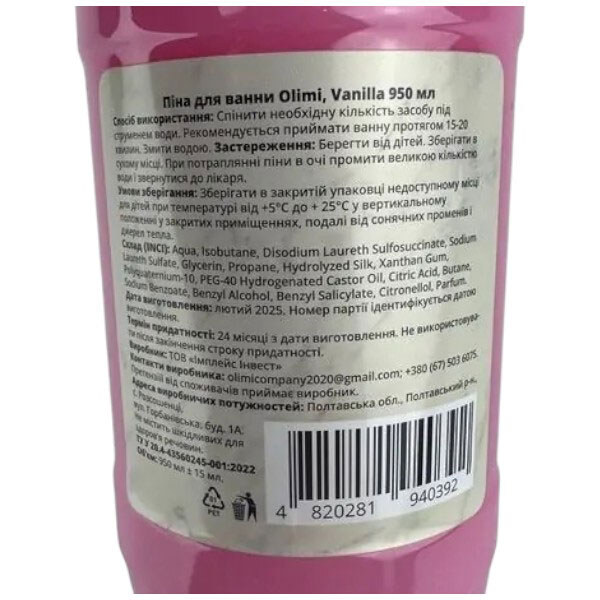 Піна для ванни Olimi, Vanilla 950 мл
Спосіб використання: Спінити необхідну кількість засобу під
струменем води. Рекомендується приймати ванну протягом 15-20
хвилин. Змити водою. Застереження: Берегти від дітей. Зберігати в
сухому місці. При потраплянні піни в очі промити великою кількістю
води і звернутися до лікаря.
Умови зберігання: Зберігати в закритій упаковці недоступному місці
для дітей при температурі від +5°C до + 25°C у вертикальному
положенні у закритих приміщеннях, подалі від сонячних променів і
джерел тепла.
Склад (INCI): Aqua, Isobutane, Disodium Laureth Sulfosuccinate, Sodium
Laureth Sulfate, Glycerin, Propane, Hydrolyzed Silk, Xanthan Gum,
Polyquaternium-10, PEG-40 Hydrogenated Castor Oil, Citric Acid, Butane,
Sodium Benzoate, Benzyl Alcohol, Benzyl Salicylate, Citronellol, Parfum.
Дата виготовлення: лютий 2025. Номер партії ідентифікується датою
виготовлення.
Термін придатності: 24 місяці з дати виготовлення. Не використовува-
ти після закінчення строку придатності.
Виробник: ТОВ «Імплейс Інвест»
Контакти виробника: olimicompany2020@gmail.com; +380 (67) 503 6075.
Претензії від споживачів приймає виробник.
Адреса виробничих потужностей: Полтавська обл., Полтавський р-н,
с. Розсошенці,
вул. Горбанівська, буд. 1А;
не містить шкідливих для
здоров'я речовин.
ТУ У 20.4-43560245-001:2022
Об'єм: 950 мл ± 15 мл.
01
PET
4 820281 940392